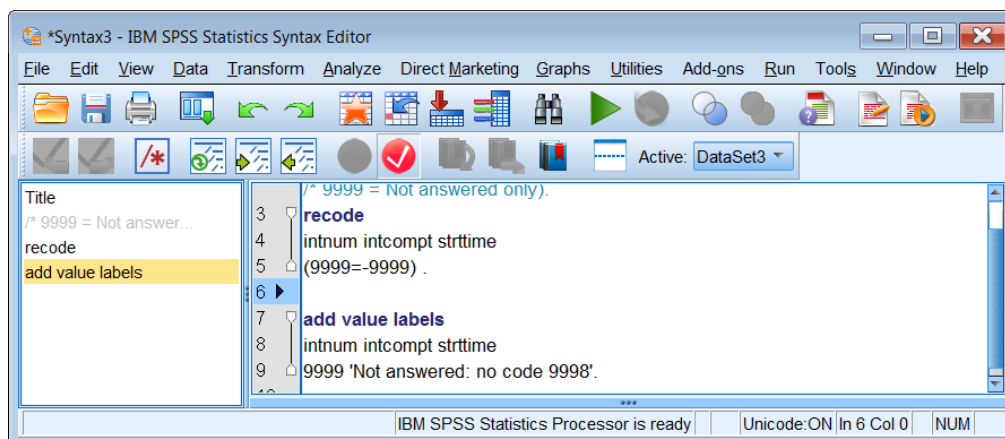 *Syntax3 - IBM SPSS Statistics Syntax Editor
File Edit View Data Transform Analyze Direct Marketing Graphs Utilities Add-ons Run Tools Window Help
/*
Active: DataSet3
Title
/* 9999 = Not answer...
recode
add value labels
/* 9999 = Not answered only).
3 recode
4 intnum intcompt strttime
5 (9999=-9999) .
6
7 add value labels
8 intnum intcompt strttime
9 9999 'Not answered: no code 9998'.
IBM SPSS Statistics Processor is ready Unicode:ON In 6 Col 0 NUM